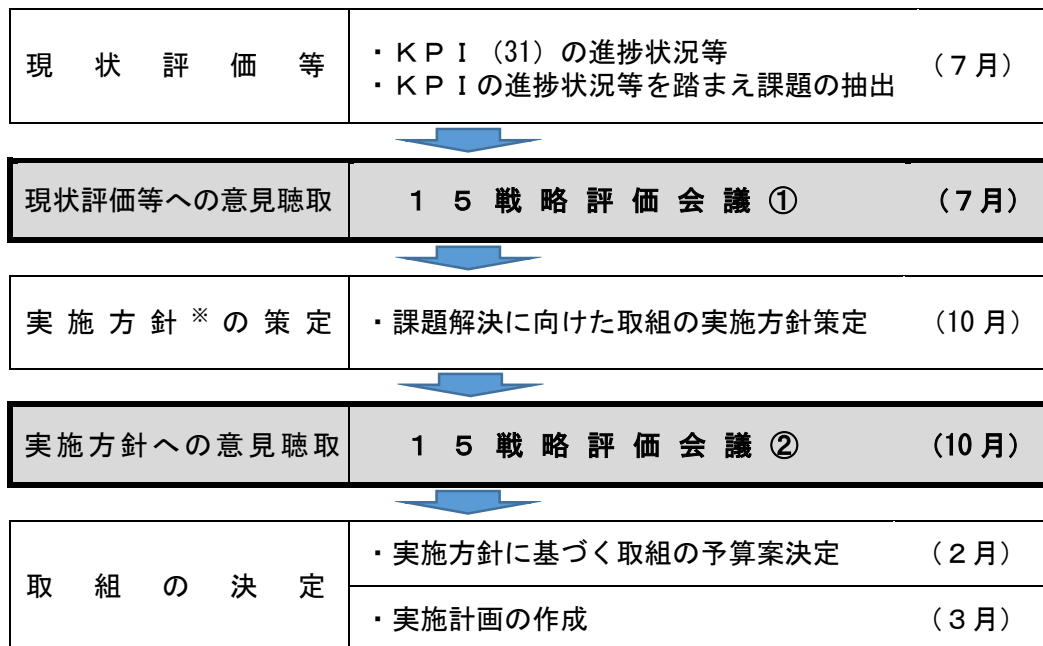 現状評価等
・ＫＰＩ（31）の進捗状況等
・ＫＰＩの進捗状況等を踏まえ課題の抽出
（７月）
現状評価等への意見聴取
１５戦略評価会議①
（７月）
実施方針※の策定
・課題解決に向けた取組の実施方針策定
（10月）
実施方針への意見聴取
１５戦略評価会議②
（10月）
取組の決定
・実施方針に基づく取組の予算案決定
（２月）
・実施計画の作成
（３月）